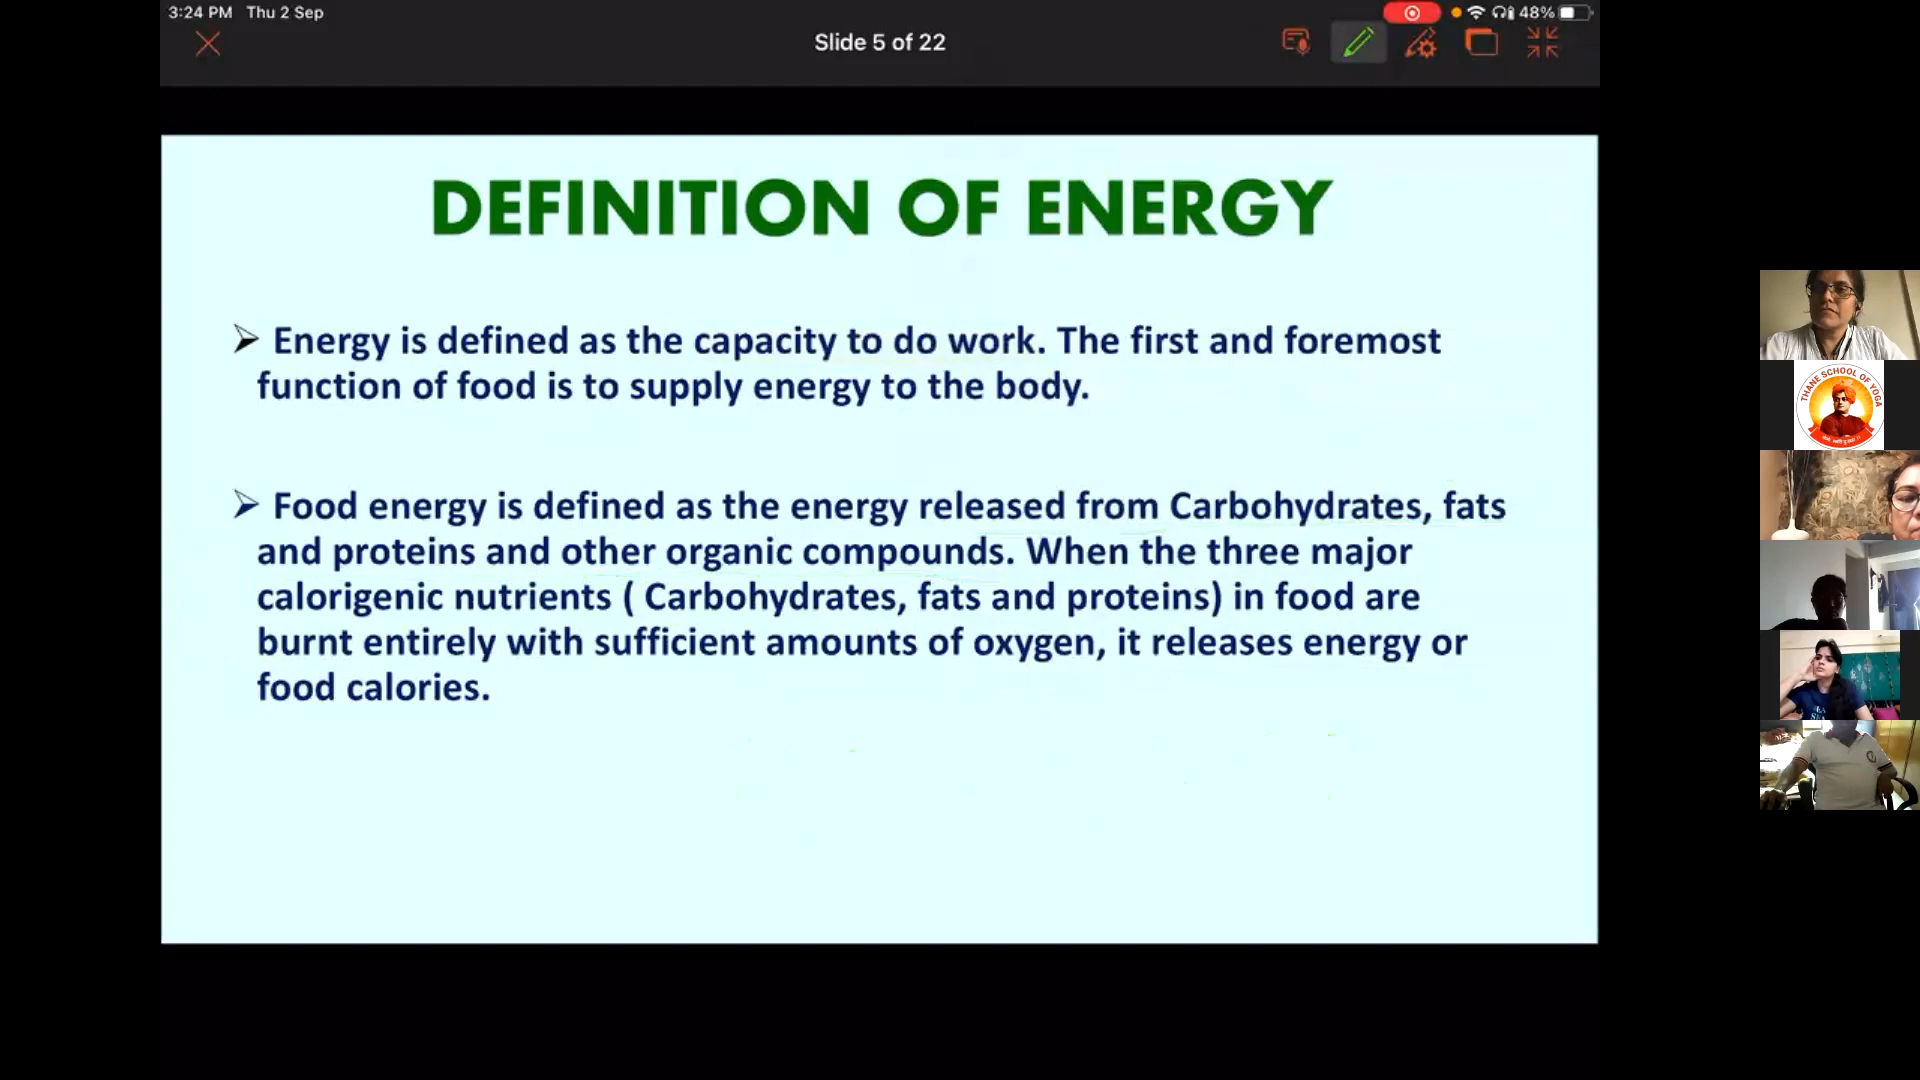 3:24 PM Thu 2 Sep
48%
Slide 5 of 22
DEFINITION OF ENERGY
➢ Energy is defined as the capacity to do work. The first and foremost
function of food is to supply energy to the body.
➢ Food energy is defined as the energy released from Carbohydrates, fats
and proteins and other organic compounds. When the three major
calorigenic nutrients ( Carbohydrates, fats and proteins) in food are
burnt entirely with sufficient amounts of oxygen, it releases energy or
food calories.
THANE SCHOOL OF YOGA